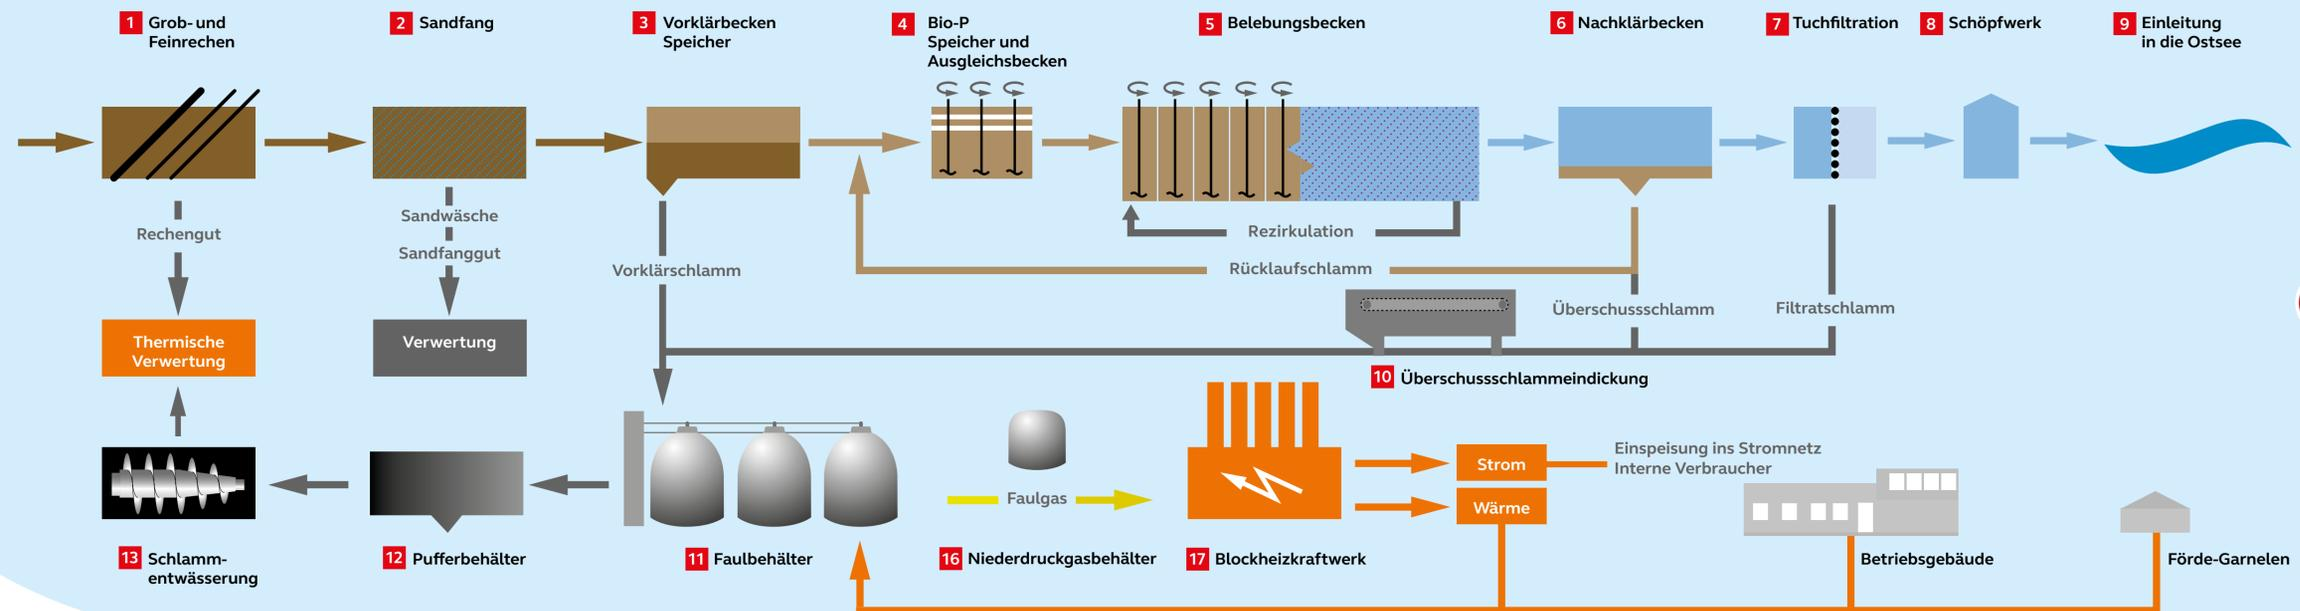 1 Grob- und
Feinrechen
2 Sandfang
3 Vorklärbecken
Speicher
4 Bio-P
Speicher und
Ausgleichsbecken
5 Belebungsbecken
6 Nachklärbecken
7 Tuchfiltration
8 Schöpfwerk
9 Einleitung
in die Ostsee
Rechengut
Sandwäsche
Sandfanggut
Vorklärschlamm
Rezirkulation
Rücklaufschlamm
Überschussschlamm
Filtratschlamm
Thermische
Verwertung
Verwertung
10 Überschussschlammeindickung
Faulgas
Strom
Wärme
Einspeisung ins Stromnetz
Interne Verbraucher
13 Schlamm-
entwässerung
12 Pufferbehälter
11 Faulbehälter
16 Niederdruckgasbehälter
17 Blockheizkraftwerk
Betriebsgebäude
Förde-Garnelen